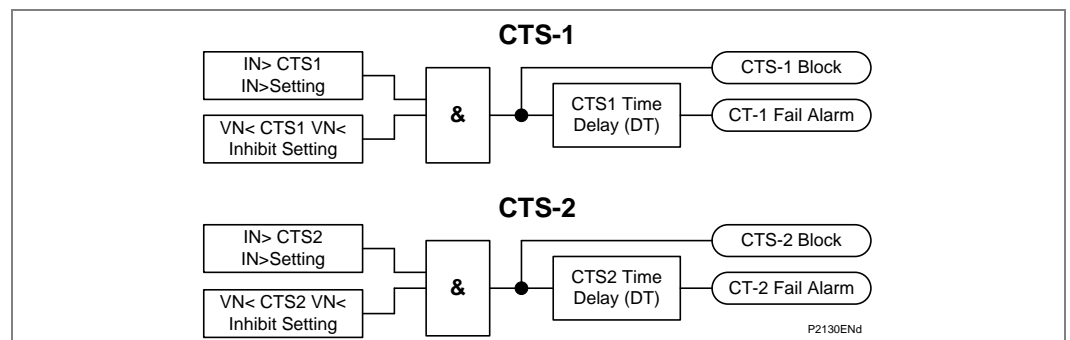 CTS-1
IN> CTS1
IN>Setting
VN< CTS1 VN<
Inhibit Setting
&
CTS1 Time
Delay (DT)
CTS-1 Block
CT-1 Fail Alarm
CTS-2
IN> CTS2
IN>Setting
VN< CTS2 VN<
Inhibit Setting
&
CTS2 Time
Delay (DT)
CTS-2 Block
CT-2 Fail Alarm
P2130ENd